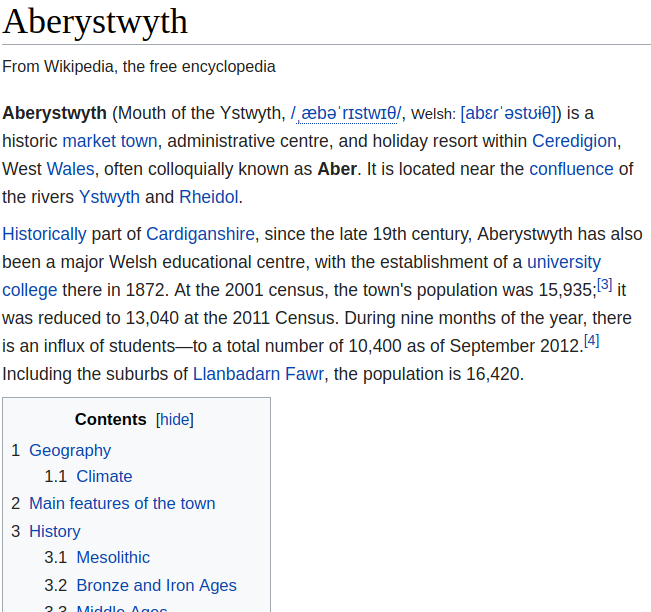 Aberystwyth
From Wikipedia, the free encyclopedia
Aberystwyth (Mouth of the Ystwyth, /ˌæbəˈrɪstwɪθ/, Welsh: [abɛrˈəstʊɨθ]) is a
historic market town, administrative centre, and holiday resort within Ceredigion,
West Wales, often colloquially known as Aber. It is located near the confluence of
the rivers Ystwyth and Rheidol.
Historically part of Cardiganshire, since the late 19th century, Aberystwyth has also
been a major Welsh educational centre, with the establishment of a university
college there in 1872. At the 2001 census, the town's population was 15,935;[3] it
was reduced to 13,040 at the 2011 Census. During nine months of the year, there
is an influx of students—to a total number of 10,400 as of September 2012.[4]
Including the suburbs of Llanbadarn Fawr, the population is 16,420.
Contents [hide]
1 Geography
1.1 Climate
2 Main features of the town
3 History
3.1 Mesolithic
3.2 Bronze and Iron Ages
3.3 Middle Ages